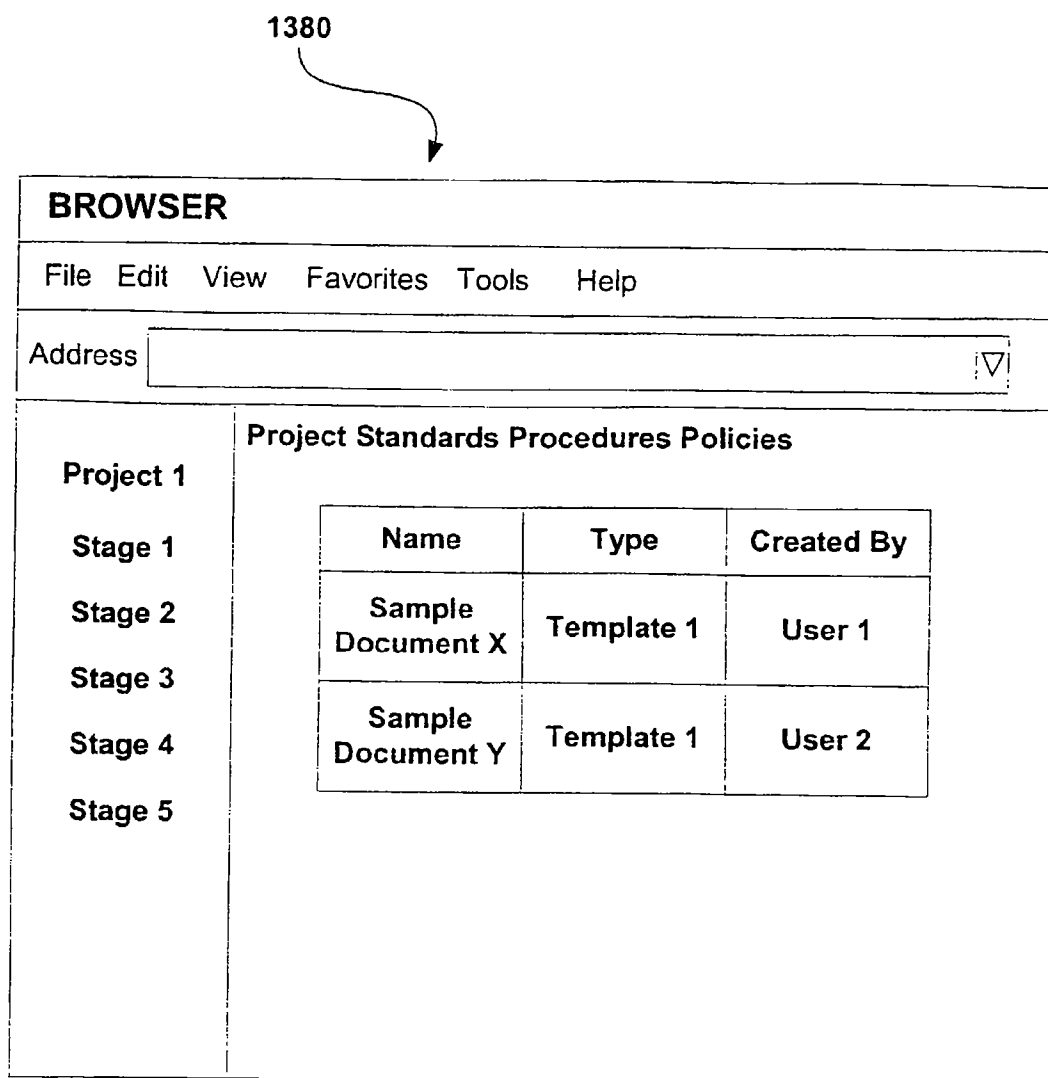 1380
BROWSER
File Edit View Favorites Tools Help
Address
Project Standards Procedures Policies
Project 1
Stage 1
Stage 2
Stage 3
Stage 4
Stage 5
Name Type Created By
Sample
Document X
Template 1
User 1
Sample
Document Y
Template 1
User 2